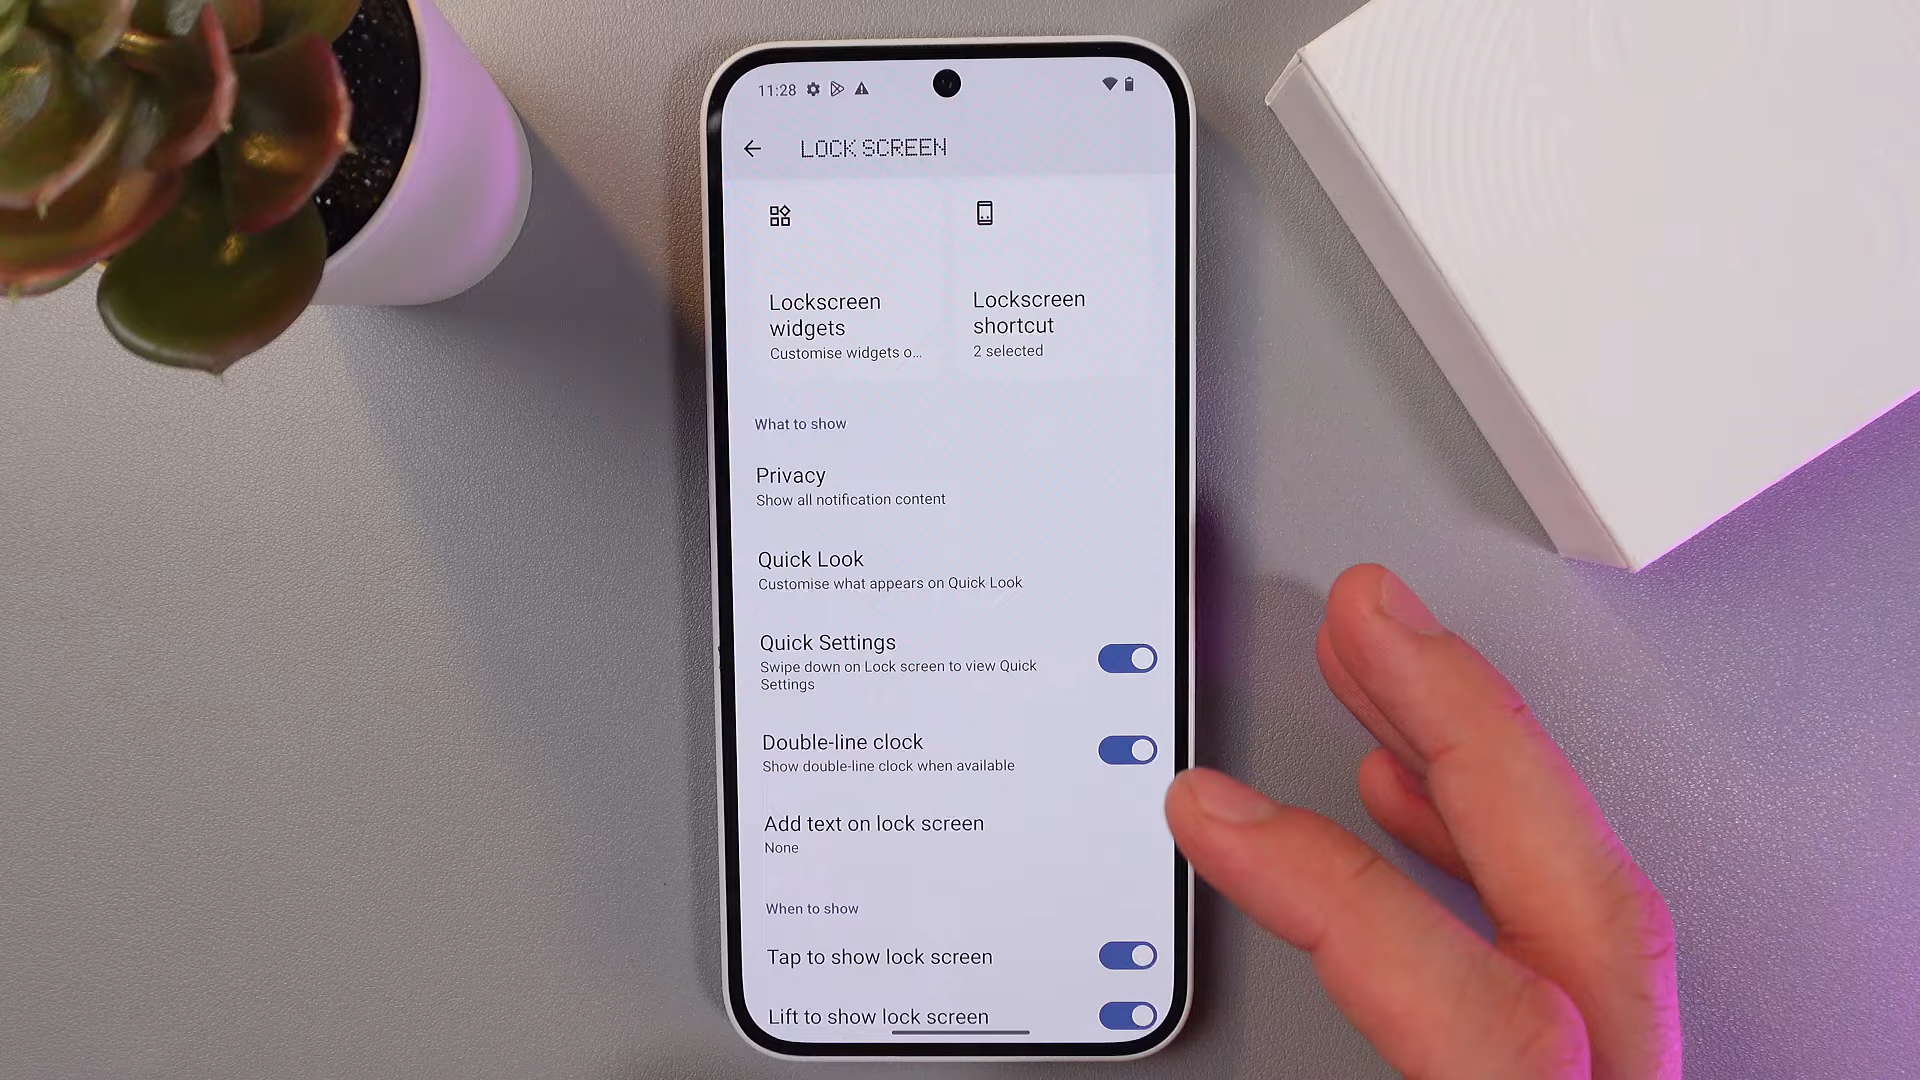 11:28
LOCK SCREEN
Lockscreen
widgets
Customise widgets o...
Lockscreen
shortcut
2 selected
What to show
Privacy
Show all notification content
Quick Look
Customise what appears on Quick Look
Quick Settings
Swipe down on Lock screen to view Quick
Settings
Double-line clock
Show double-line clock when available
Add text on lock screen
None
When to show
Tap to show lock screen
Lift to show lock screen